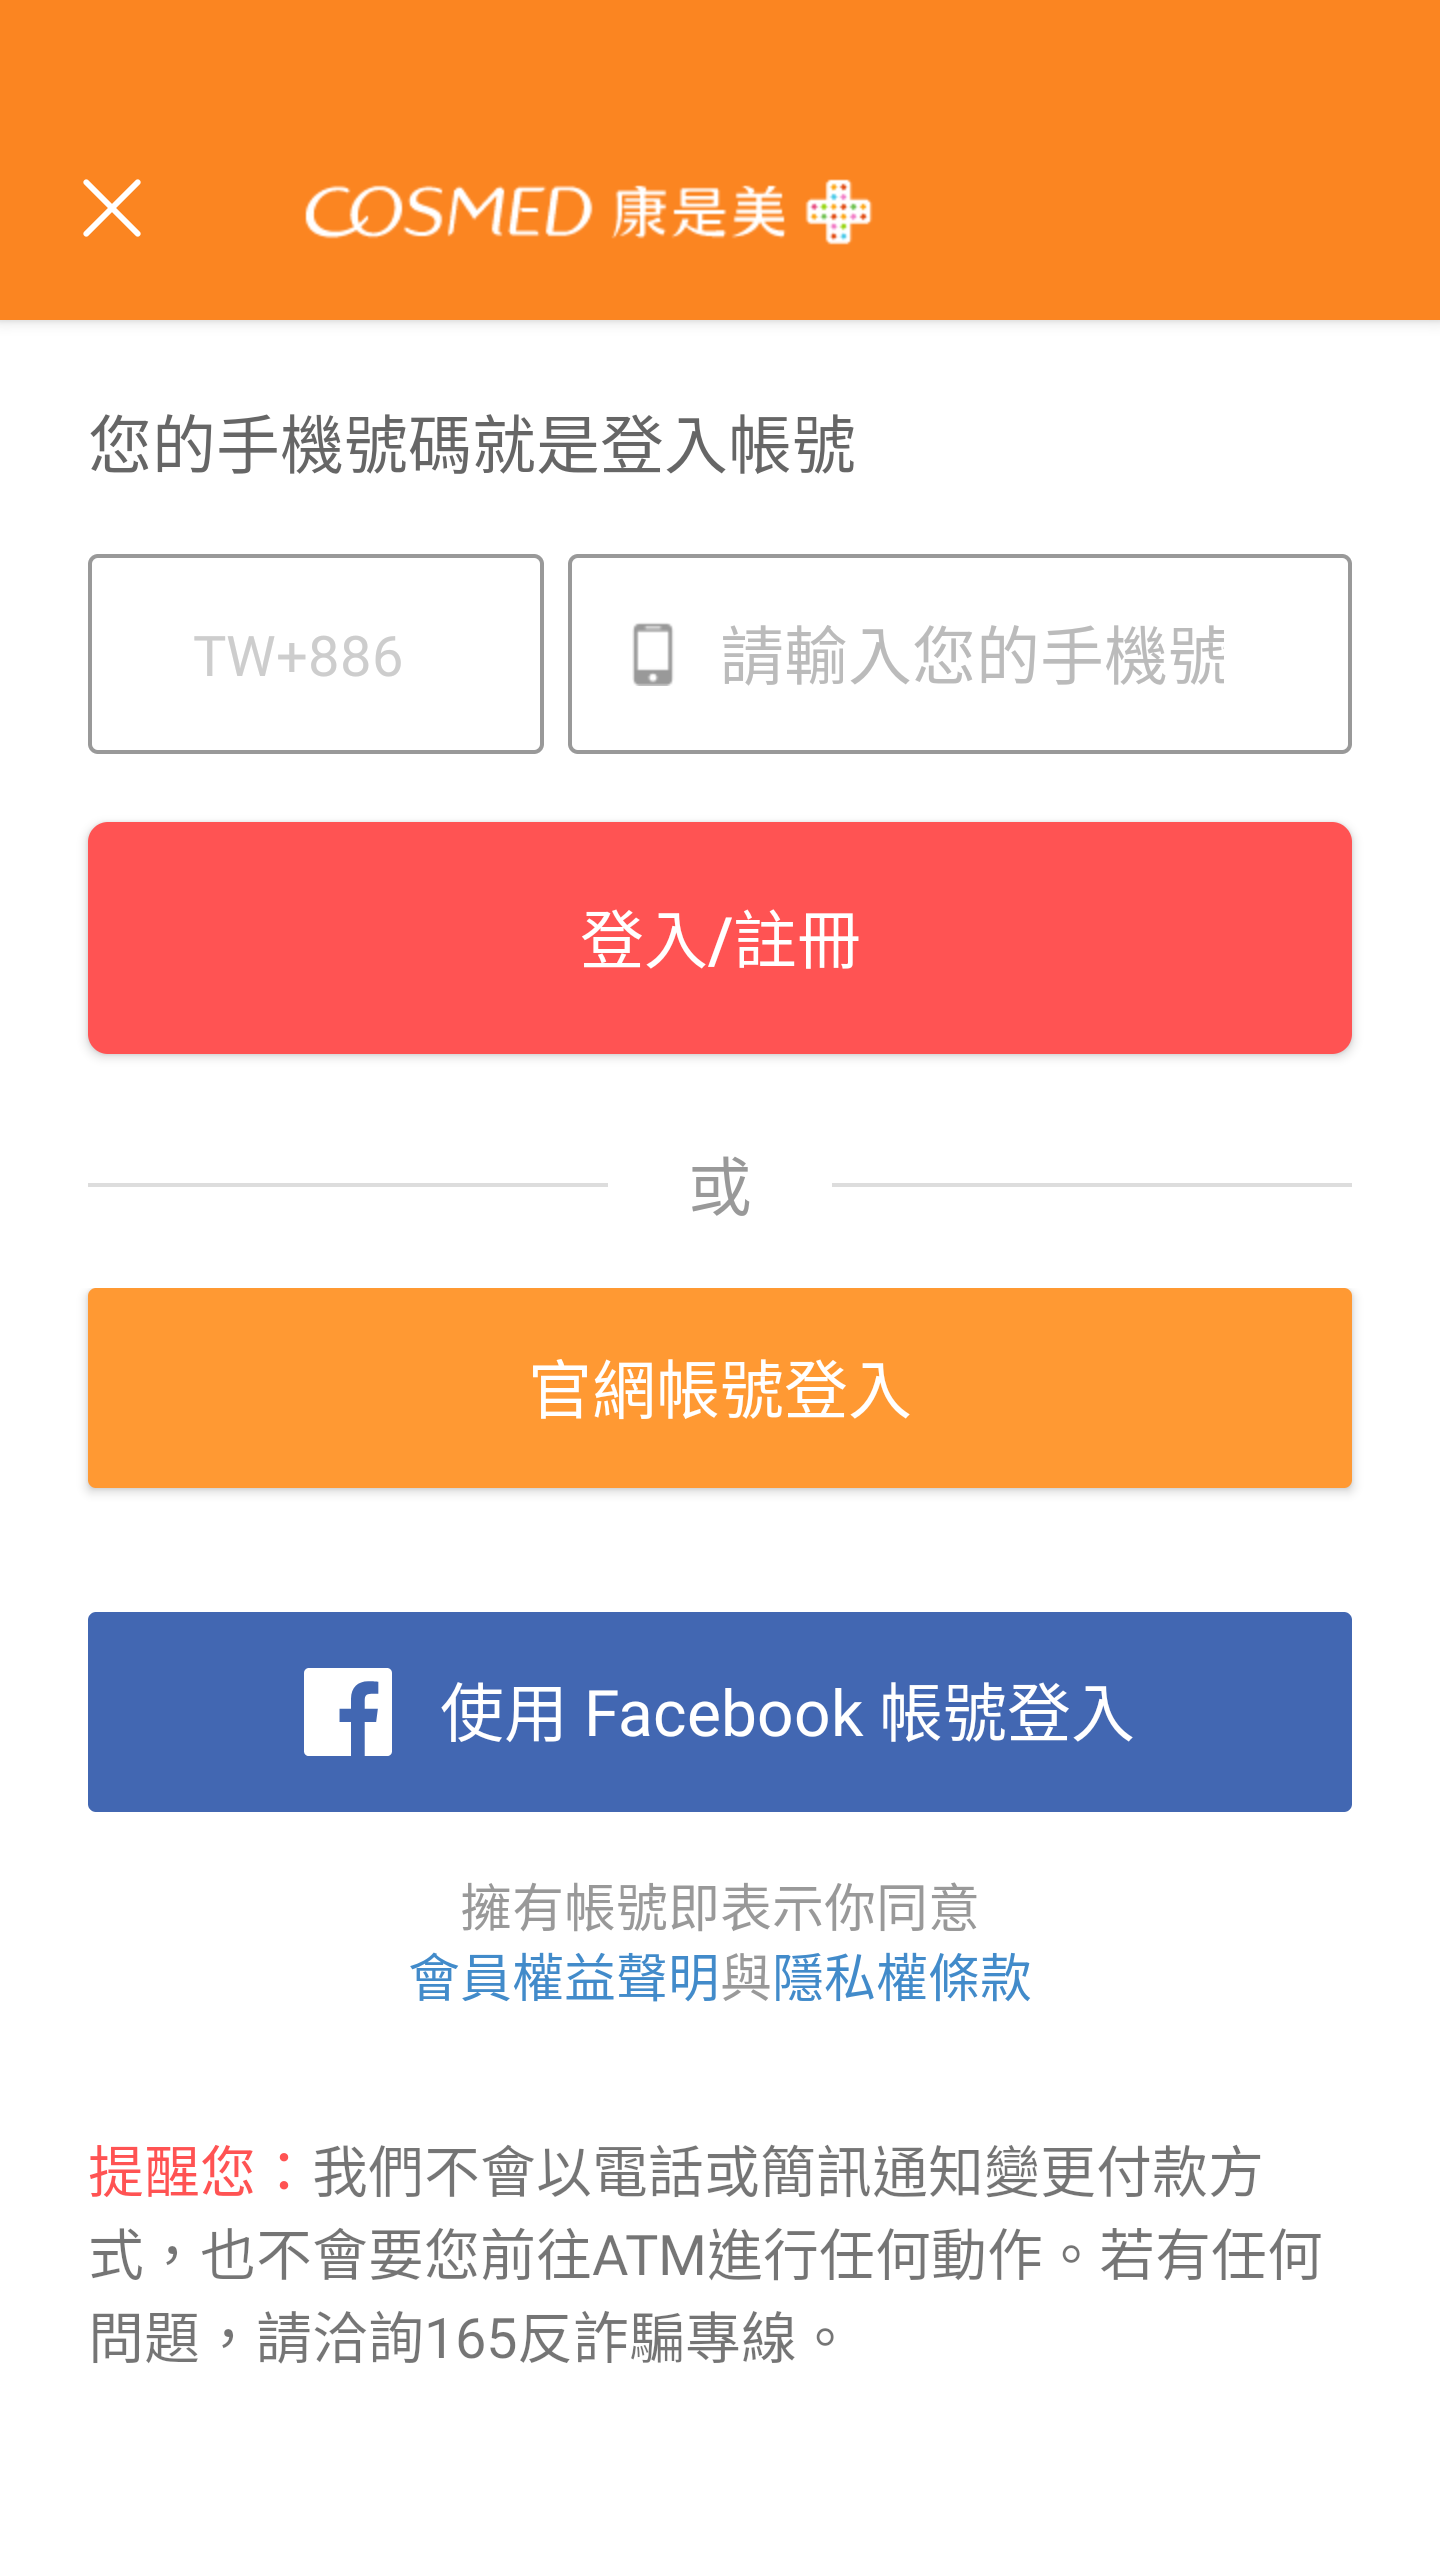 COSMED 康是美
您的手機號碼就是登入帳號
TW+886
請輸入您的手機號
登入/註冊
或
官網帳號登入
使用 Facebook 帳號登入
擁有帳號即表示你同意
會員權益聲明與隱私權條款
提醒您：我們不會以電話或簡訊通知變更付款方
式，也不會要您前往ATM進行任何動作。若有任何
問題，請洽詢165反詐騙專線。